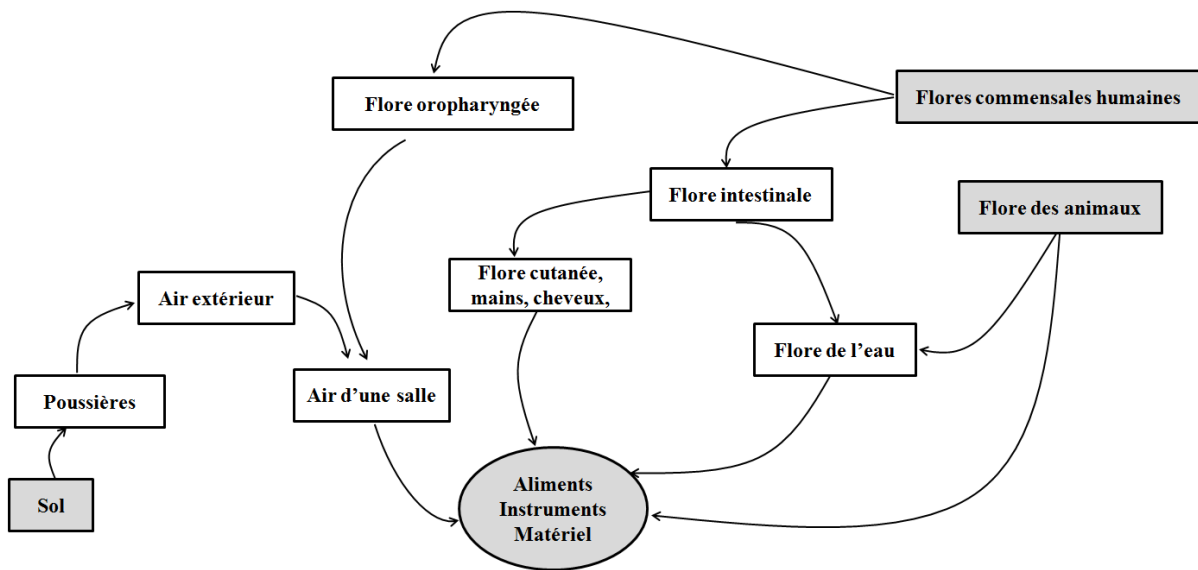 Flore oropharyngée
Flores commensales humaines
Flore intestinale
Flore des animaux
Flore cutanée,
mains, cheveux,
Air extérieur
Flore de l’eau
Air d’une salle
Poussières
Sol
Aliments
Instruments
Matériel